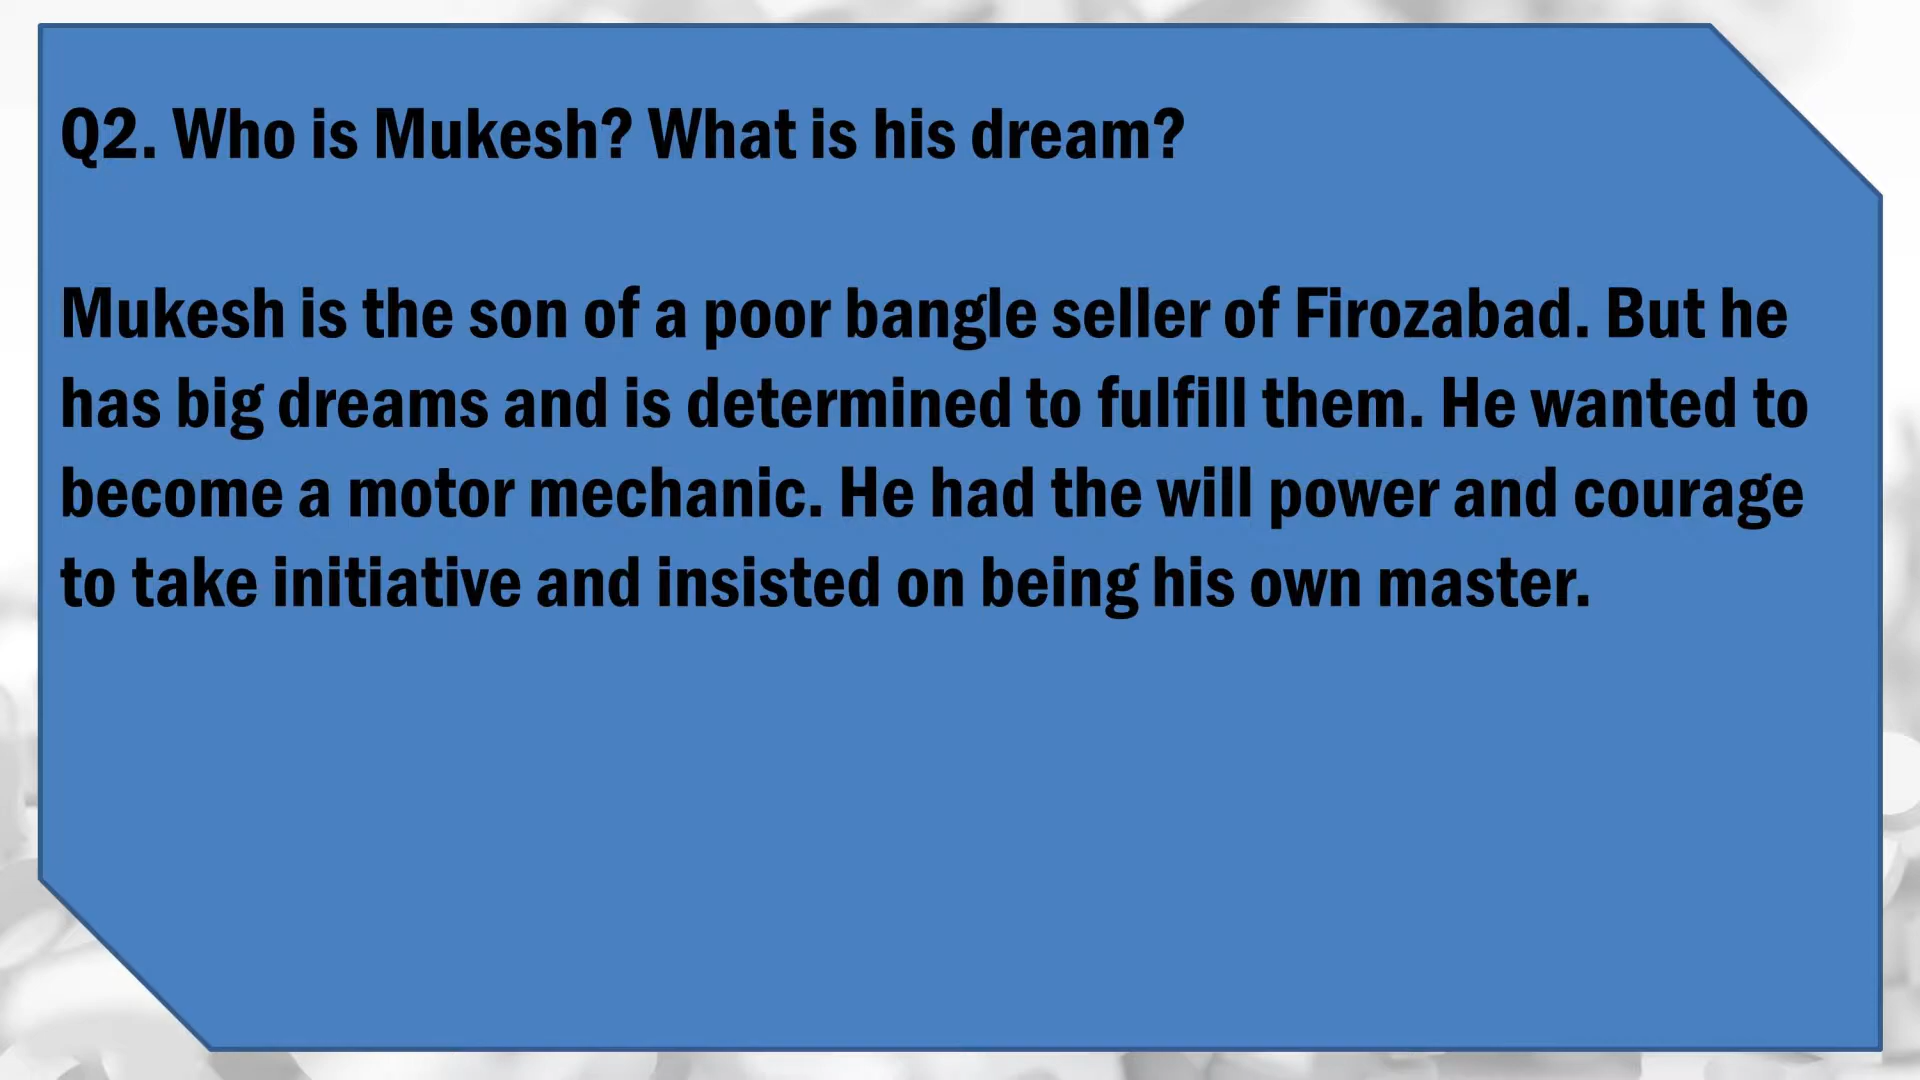 Q2. Who is Mukesh? What is his dream?
Mukesh is the son of a poor bangle seller of Firozabad. But he
has big dreams and is determined to fulfill them. He wanted to
become a motor mechanic. He had the will power and courage
to take initiative and insisted on being his own master.